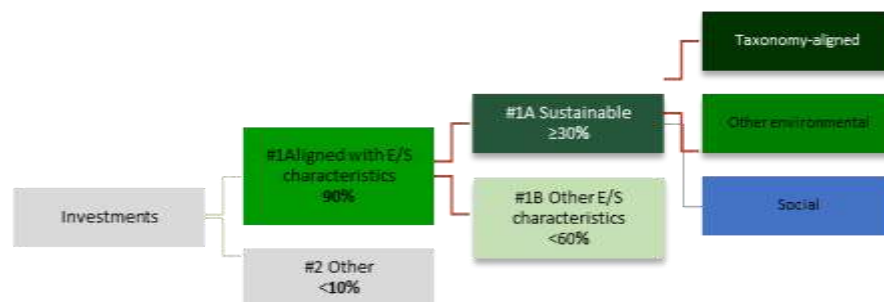 Investments
#1Aligned with E/S
characteristics
90%
#2 Other
<10%
#1A Sustainable
≥30%
#1B Other E/S
characteristics
<60%
Taxonomy-aligned
Other environmental
Social